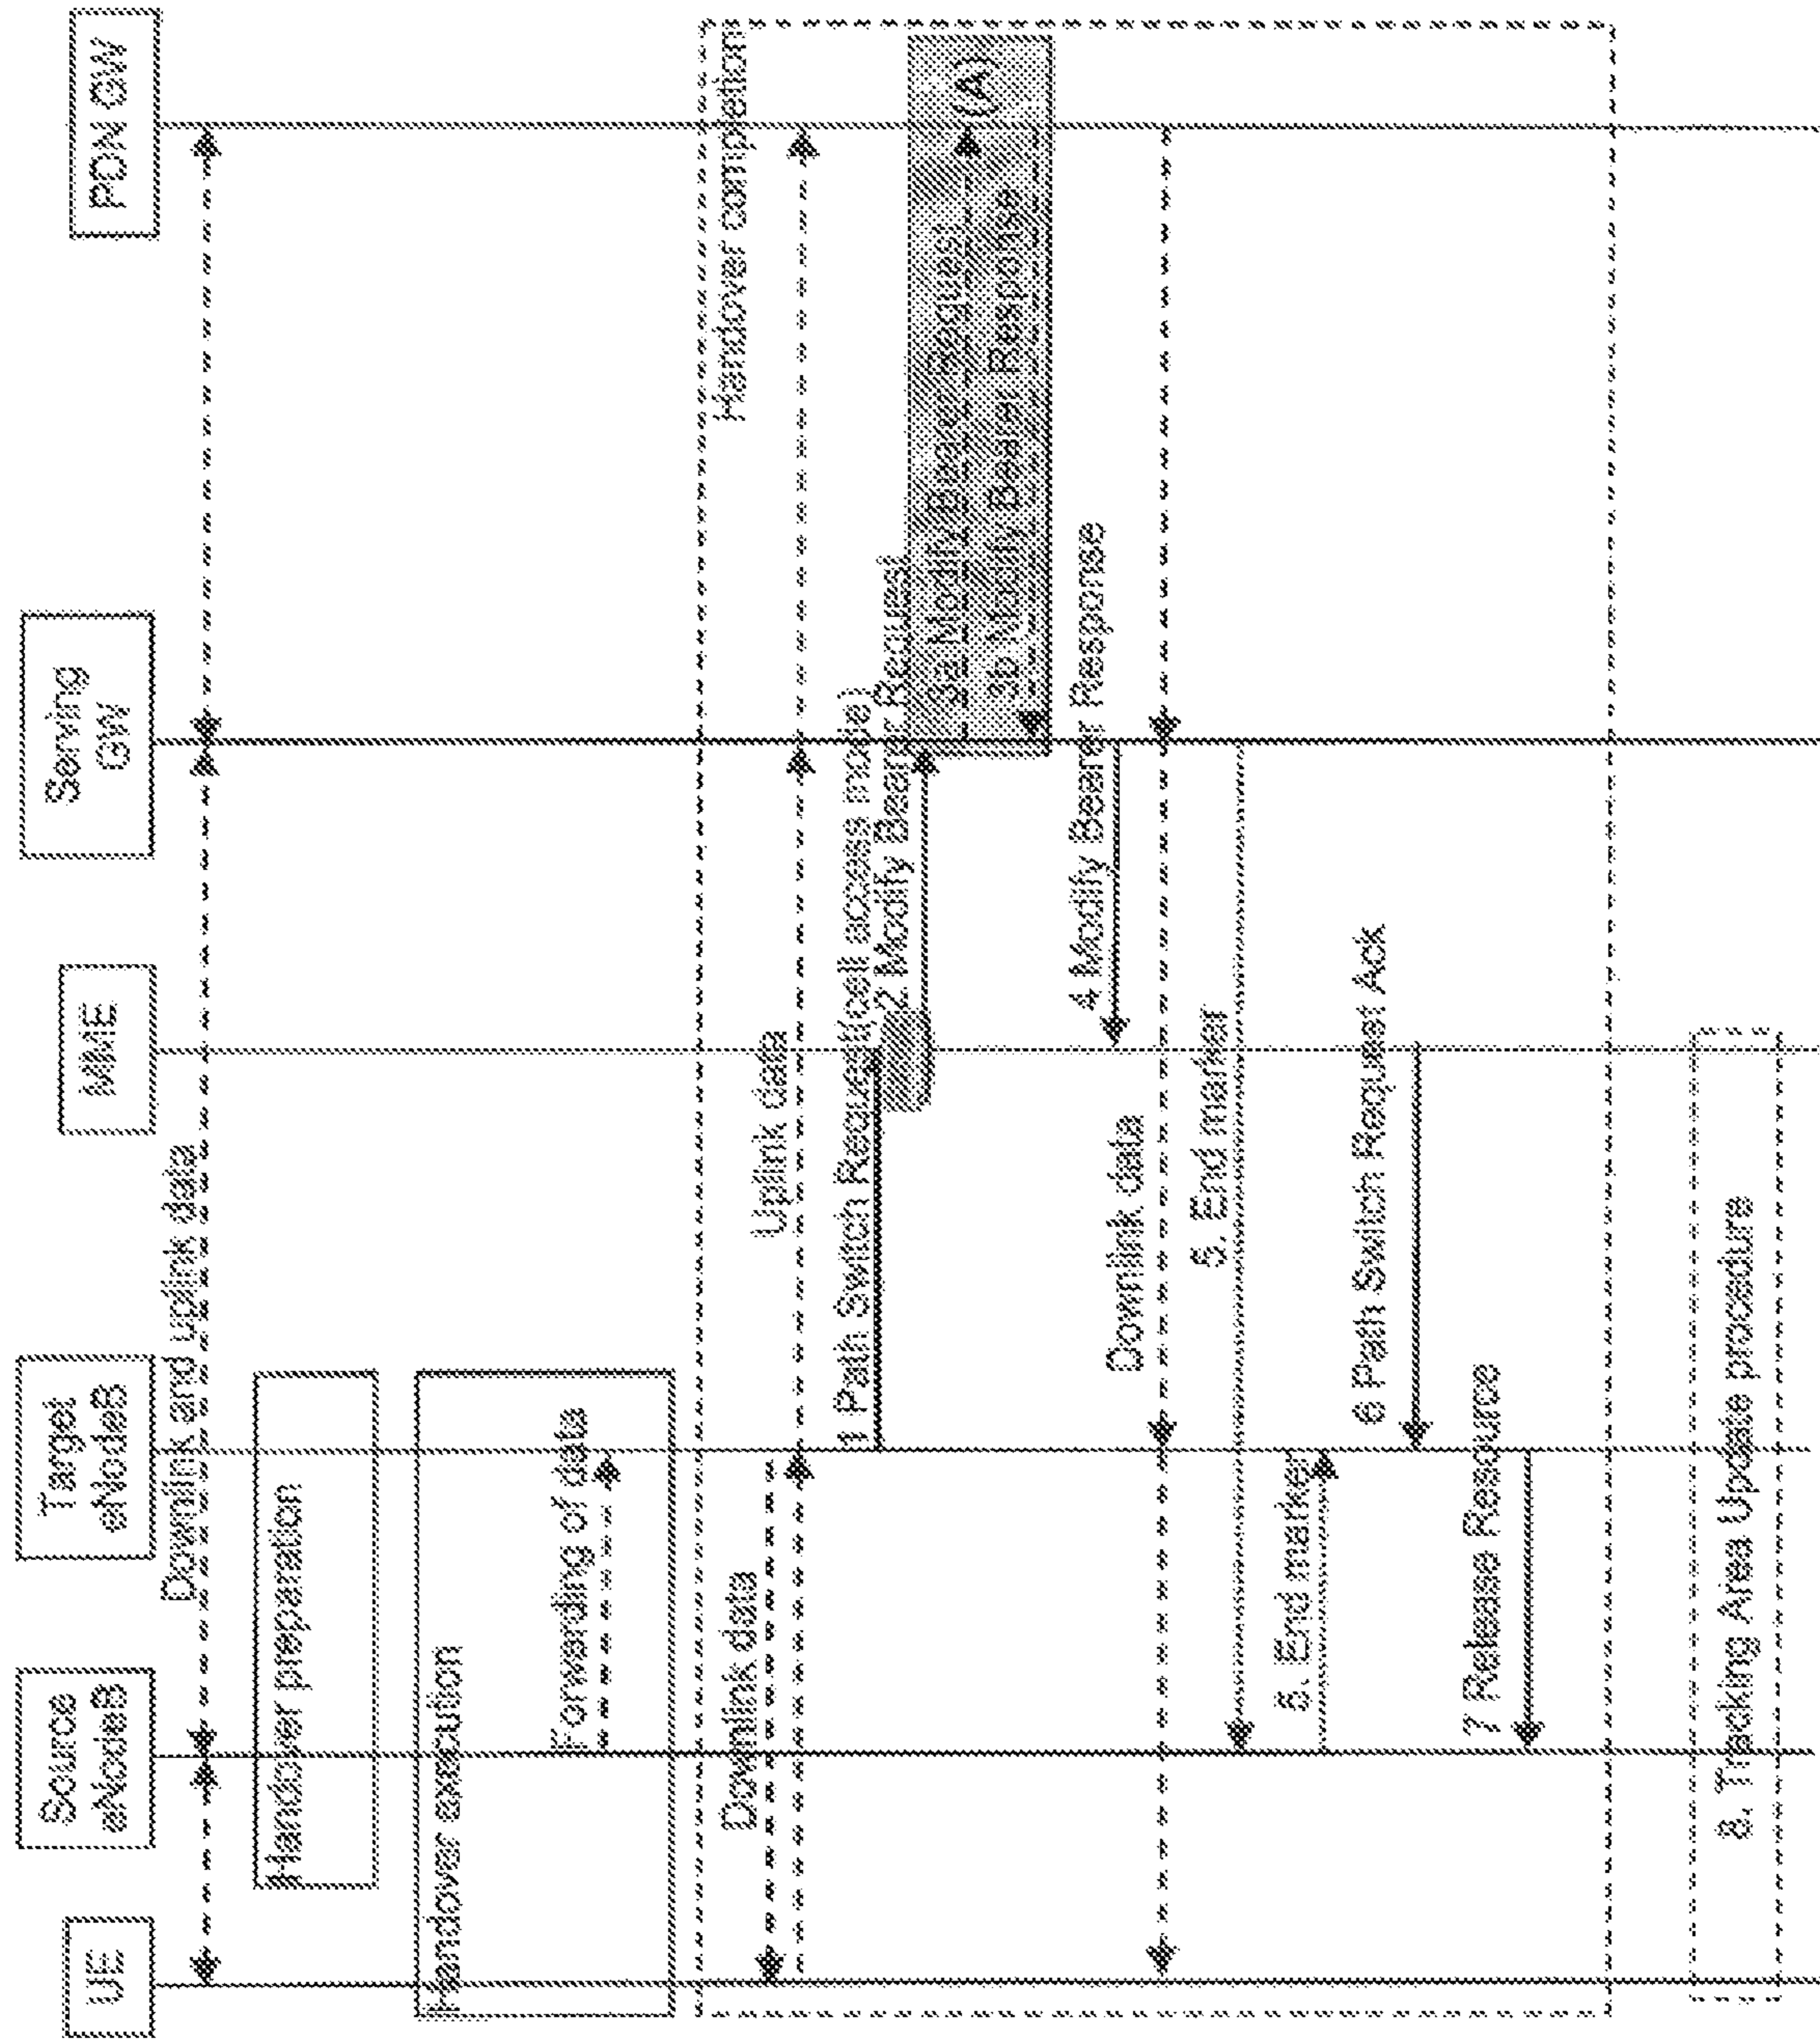 UE
Source
eNodeB
Target
eNodeB
MME
Serving
GW
PDN GW
Downlink and uplink data
Handover preparation
Handover execution
Forwarding of data
Handover completion
Downlink data
Uplink data
1 Path Switch Request(cell access mode)
2 Modify Bearer Request
3a Modify Bearer Reques
(A)
3b Modify Bearer Response
4 Modify Bearer Response
Downlink data
5. End marker
5. End marker
6 Path Switch Request Ack
7 Release Resource
8. Tracking Area Update procedure